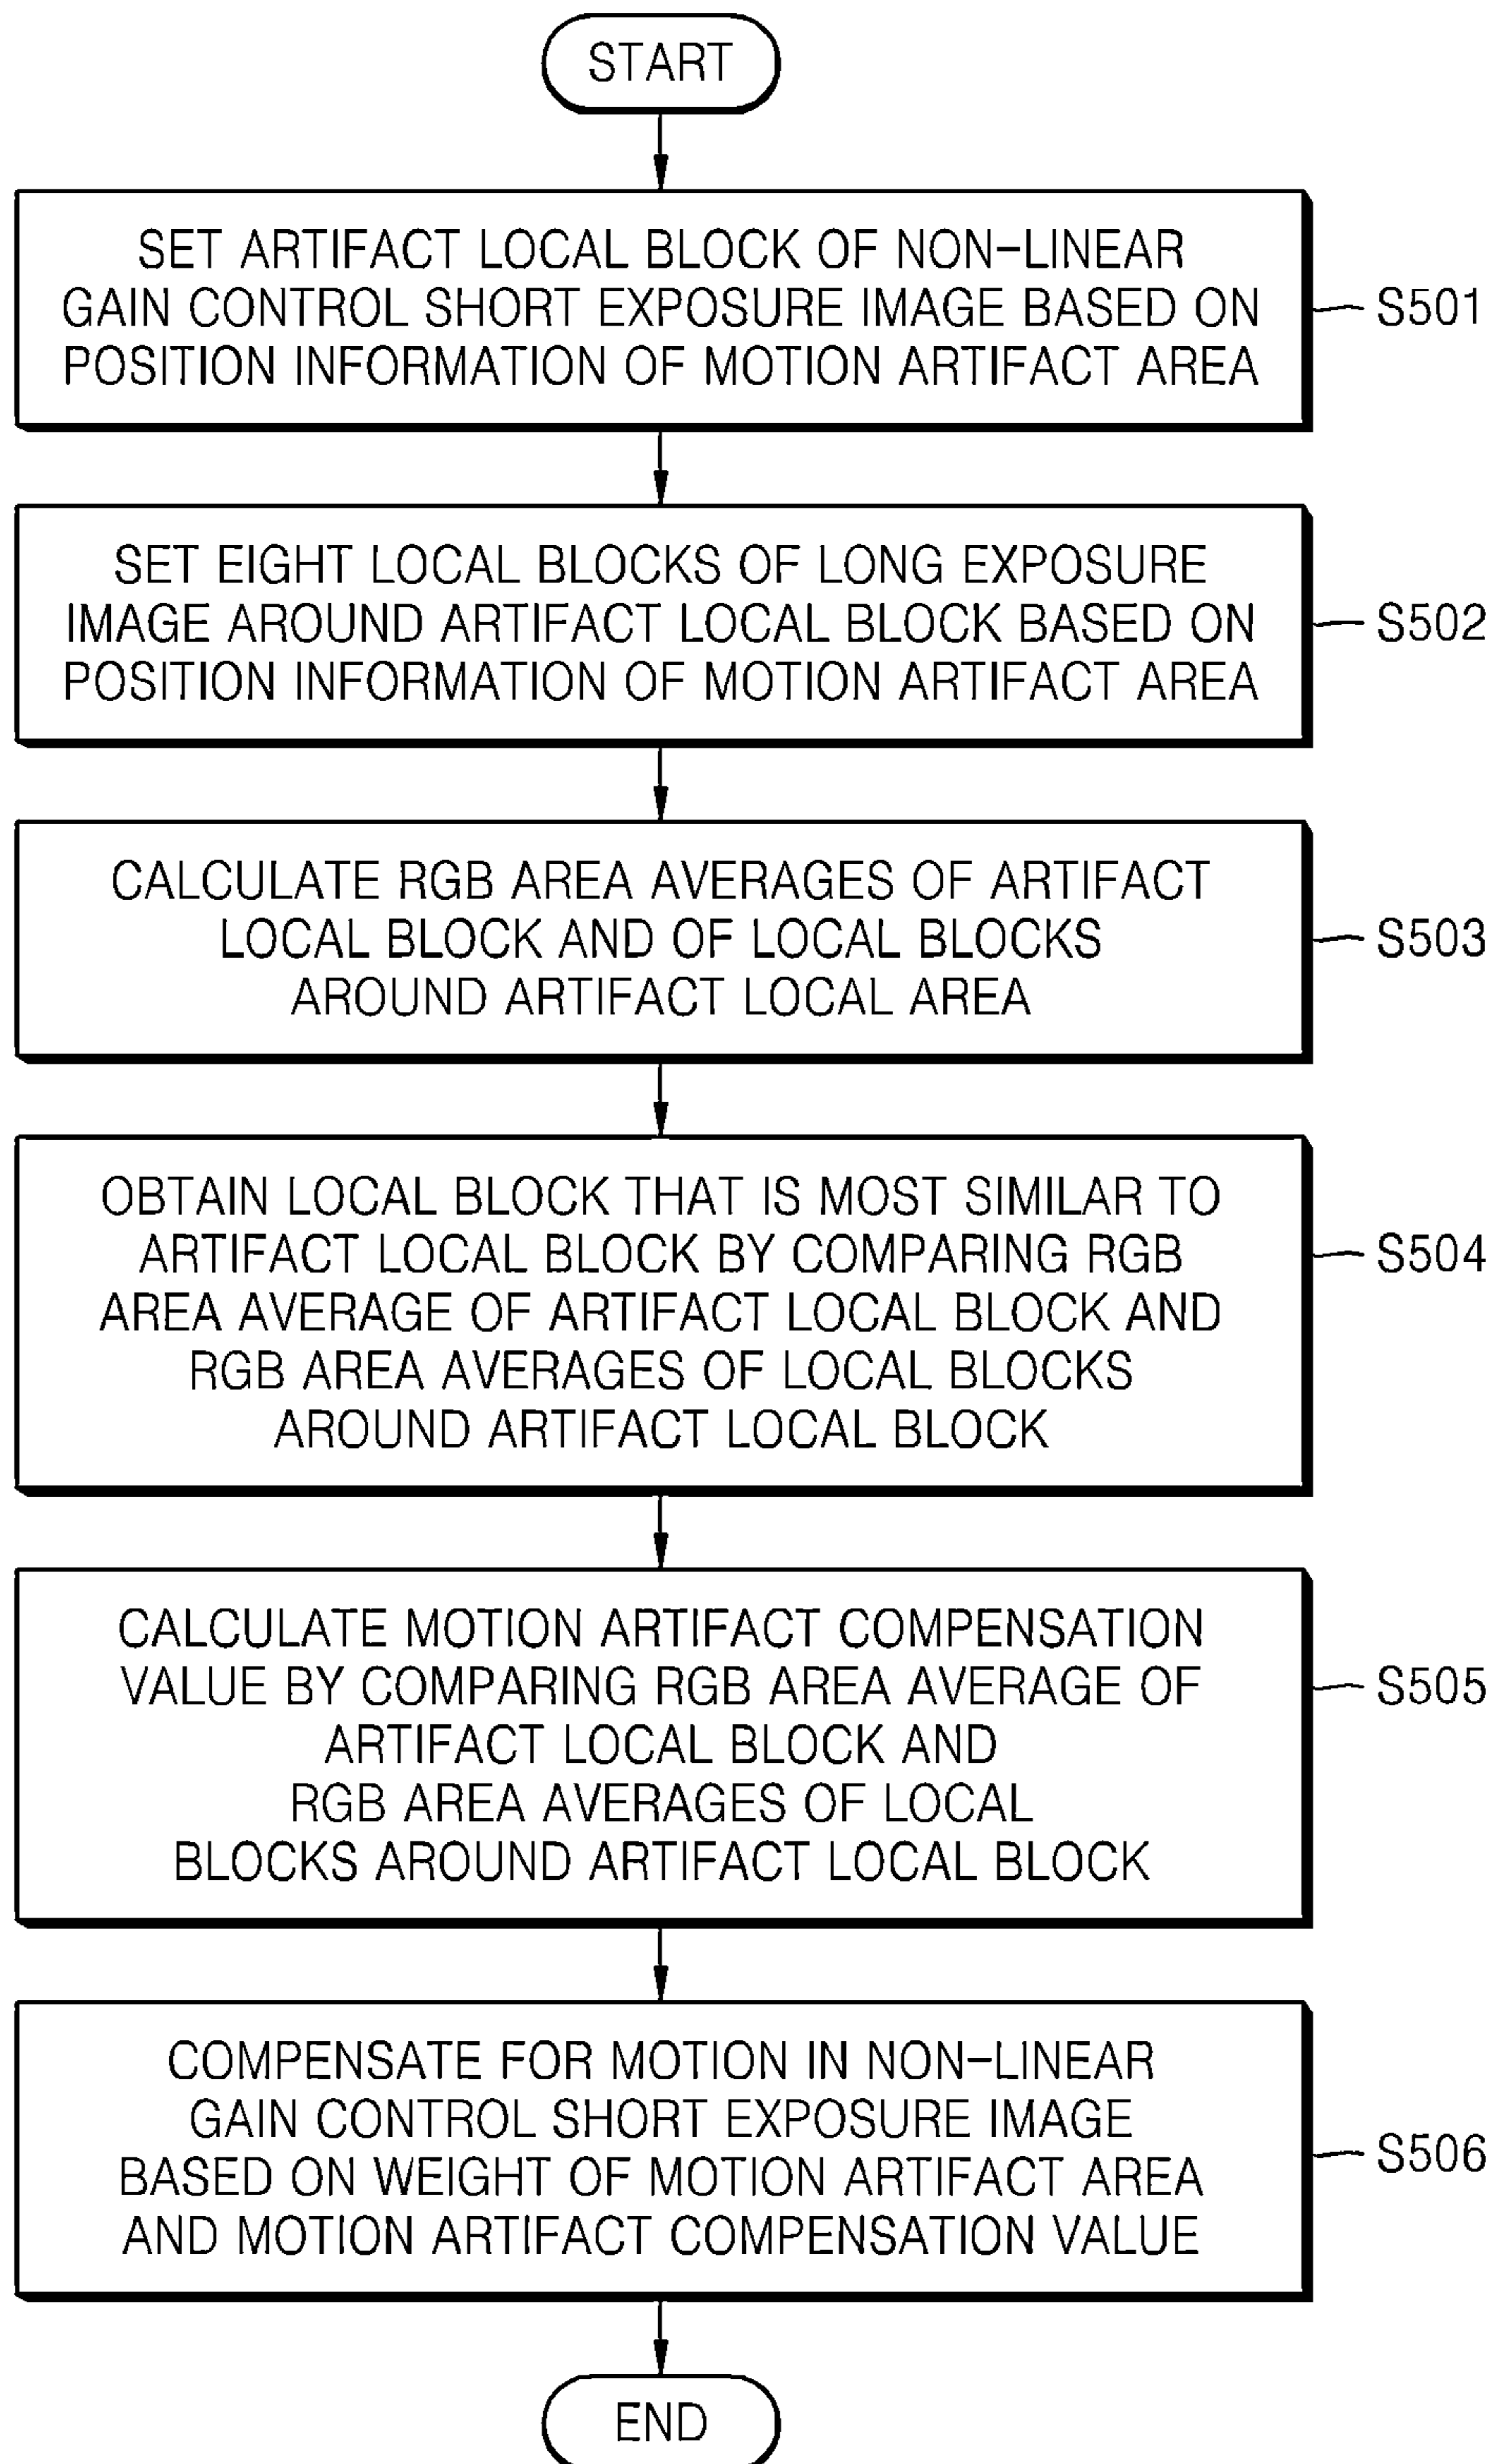 START
SET ARTIFACT LOCAL BLOCK OF NON-LINEAR
GAIN CONTROL SHORT EXPOSURE IMAGE BASED ON
POSITION INFORMATION OF MOTION ARTIFACT AREA
S501
SET EIGHT LOCAL BLOCKS OF LONG EXPOSURE
IMAGE AROUND ARTIFACT LOCAL BLOCK BASED ON
POSITION INFORMATION OF MOTION ARTIFACT AREA
S502
CALCULATE RGB AREA AVERAGES OF ARTIFACT
LOCAL BLOCK AND OF LOCAL BLOCKS
AROUND ARTIFACT LOCAL AREA
S503
OBTAIN LOCAL BLOCK THAT IS MOST SIMILAR TO
ARTIFACT LOCAL BLOCK BY COMPARING RGB
AREA AVERAGE OF ARTIFACT LOCAL BLOCK AND
RGB AREA AVERAGES OF LOCAL BLOCKS
AROUND ARTIFACT LOCAL BLOCK
S504
CALCULATE MOTION ARTIFACT COMPENSATION
VALUE BY COMPARING RGB AREA AVERAGE OF
ARTIFACT LOCAL BLOCK AND
RGB AREA AVERAGES OF LOCAL
BLOCKS AROUND ARTIFACT LOCAL BLOCK
S505
COMPENSATE FOR MOTION IN NON-LINEAR
GAIN CONTROL SHORT EXPOSURE IMAGE
BASED ON WEIGHT OF MOTION ARTIFACT AREA
AND MOTION ARTIFACT COMPENSATION VALUE
S506
END